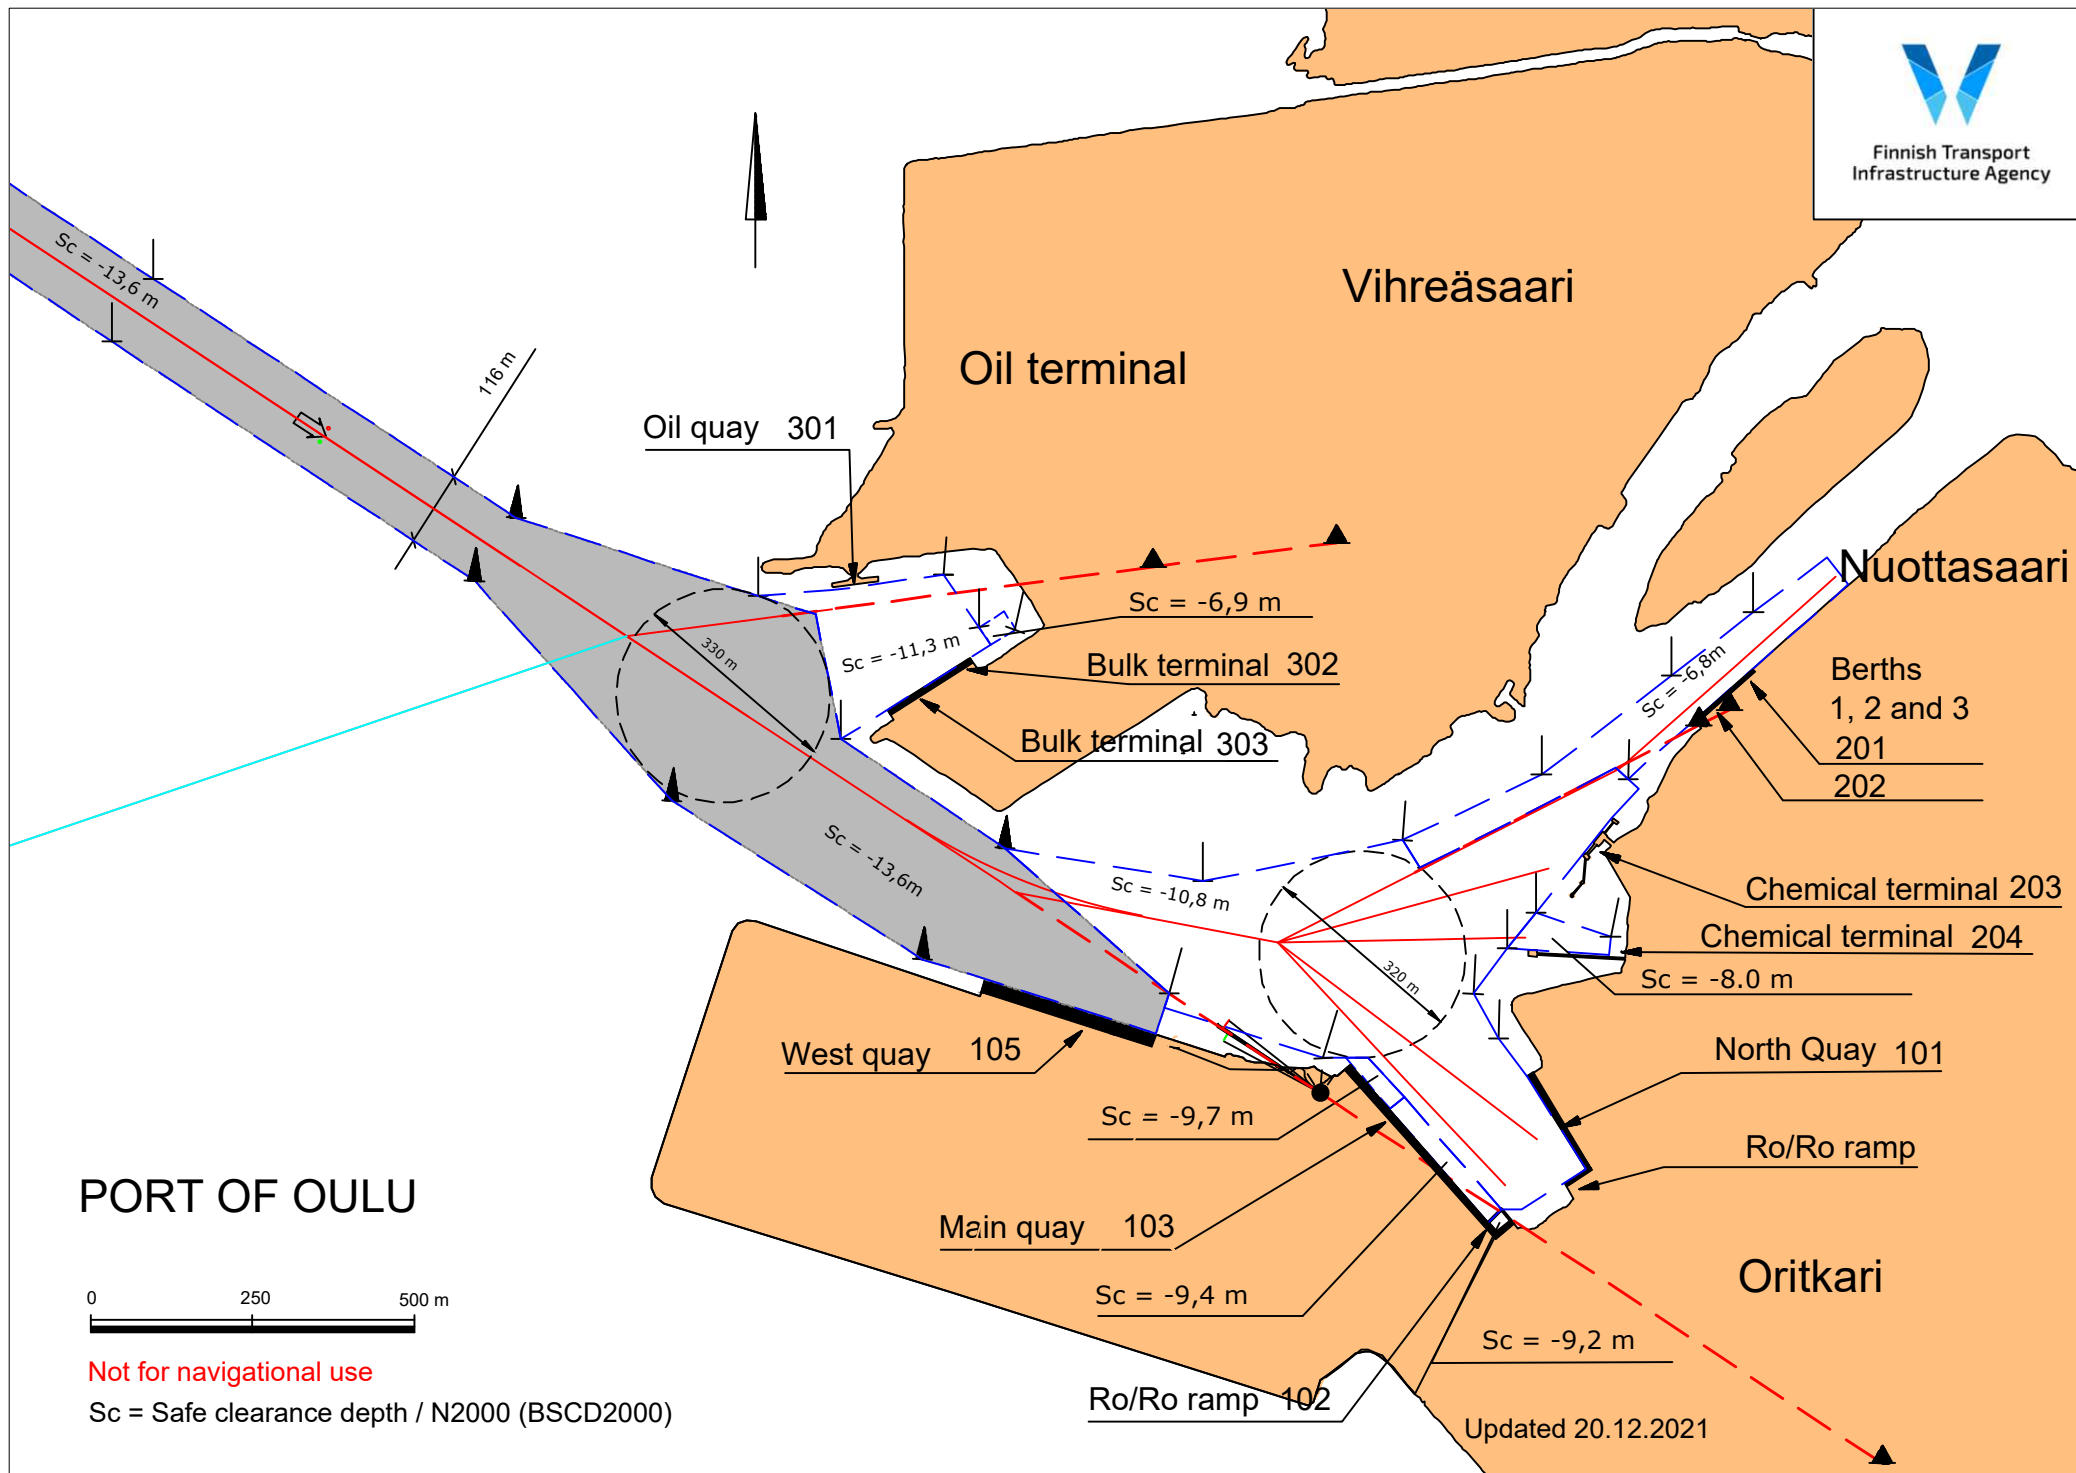 Finnish Transport
Infrastructure Agency
Sc = -13,6 m
116 m
Vihreäsaari
Oil terminal
Oil quay 301
Nuottasaari
Sc = -6,9 m
330 m
Sc = -11,3 m
Bulk terminal 302
Sc = -6,8m
Berths
1, 2 and 3
201
202
Bulk terminal 303
Sc = -13,6m
Sc = -10,8 m
Chemical terminal 203
Chemical terminal 204
320 m
Sc = -8.0 m
West quay 105
North Quay 101
Sc = -9,7 m
Ro/Ro ramp
PORT OF OULU
Main quay 103
Oritkari
Sc = -9,4 m
0 250 500 m
Sc = -9,2 m
Not for navigational use
Ro/Ro ramp 102
Sc = Safe clearance depth / N2000 (BSCD2000)
Updated 20.12.2021